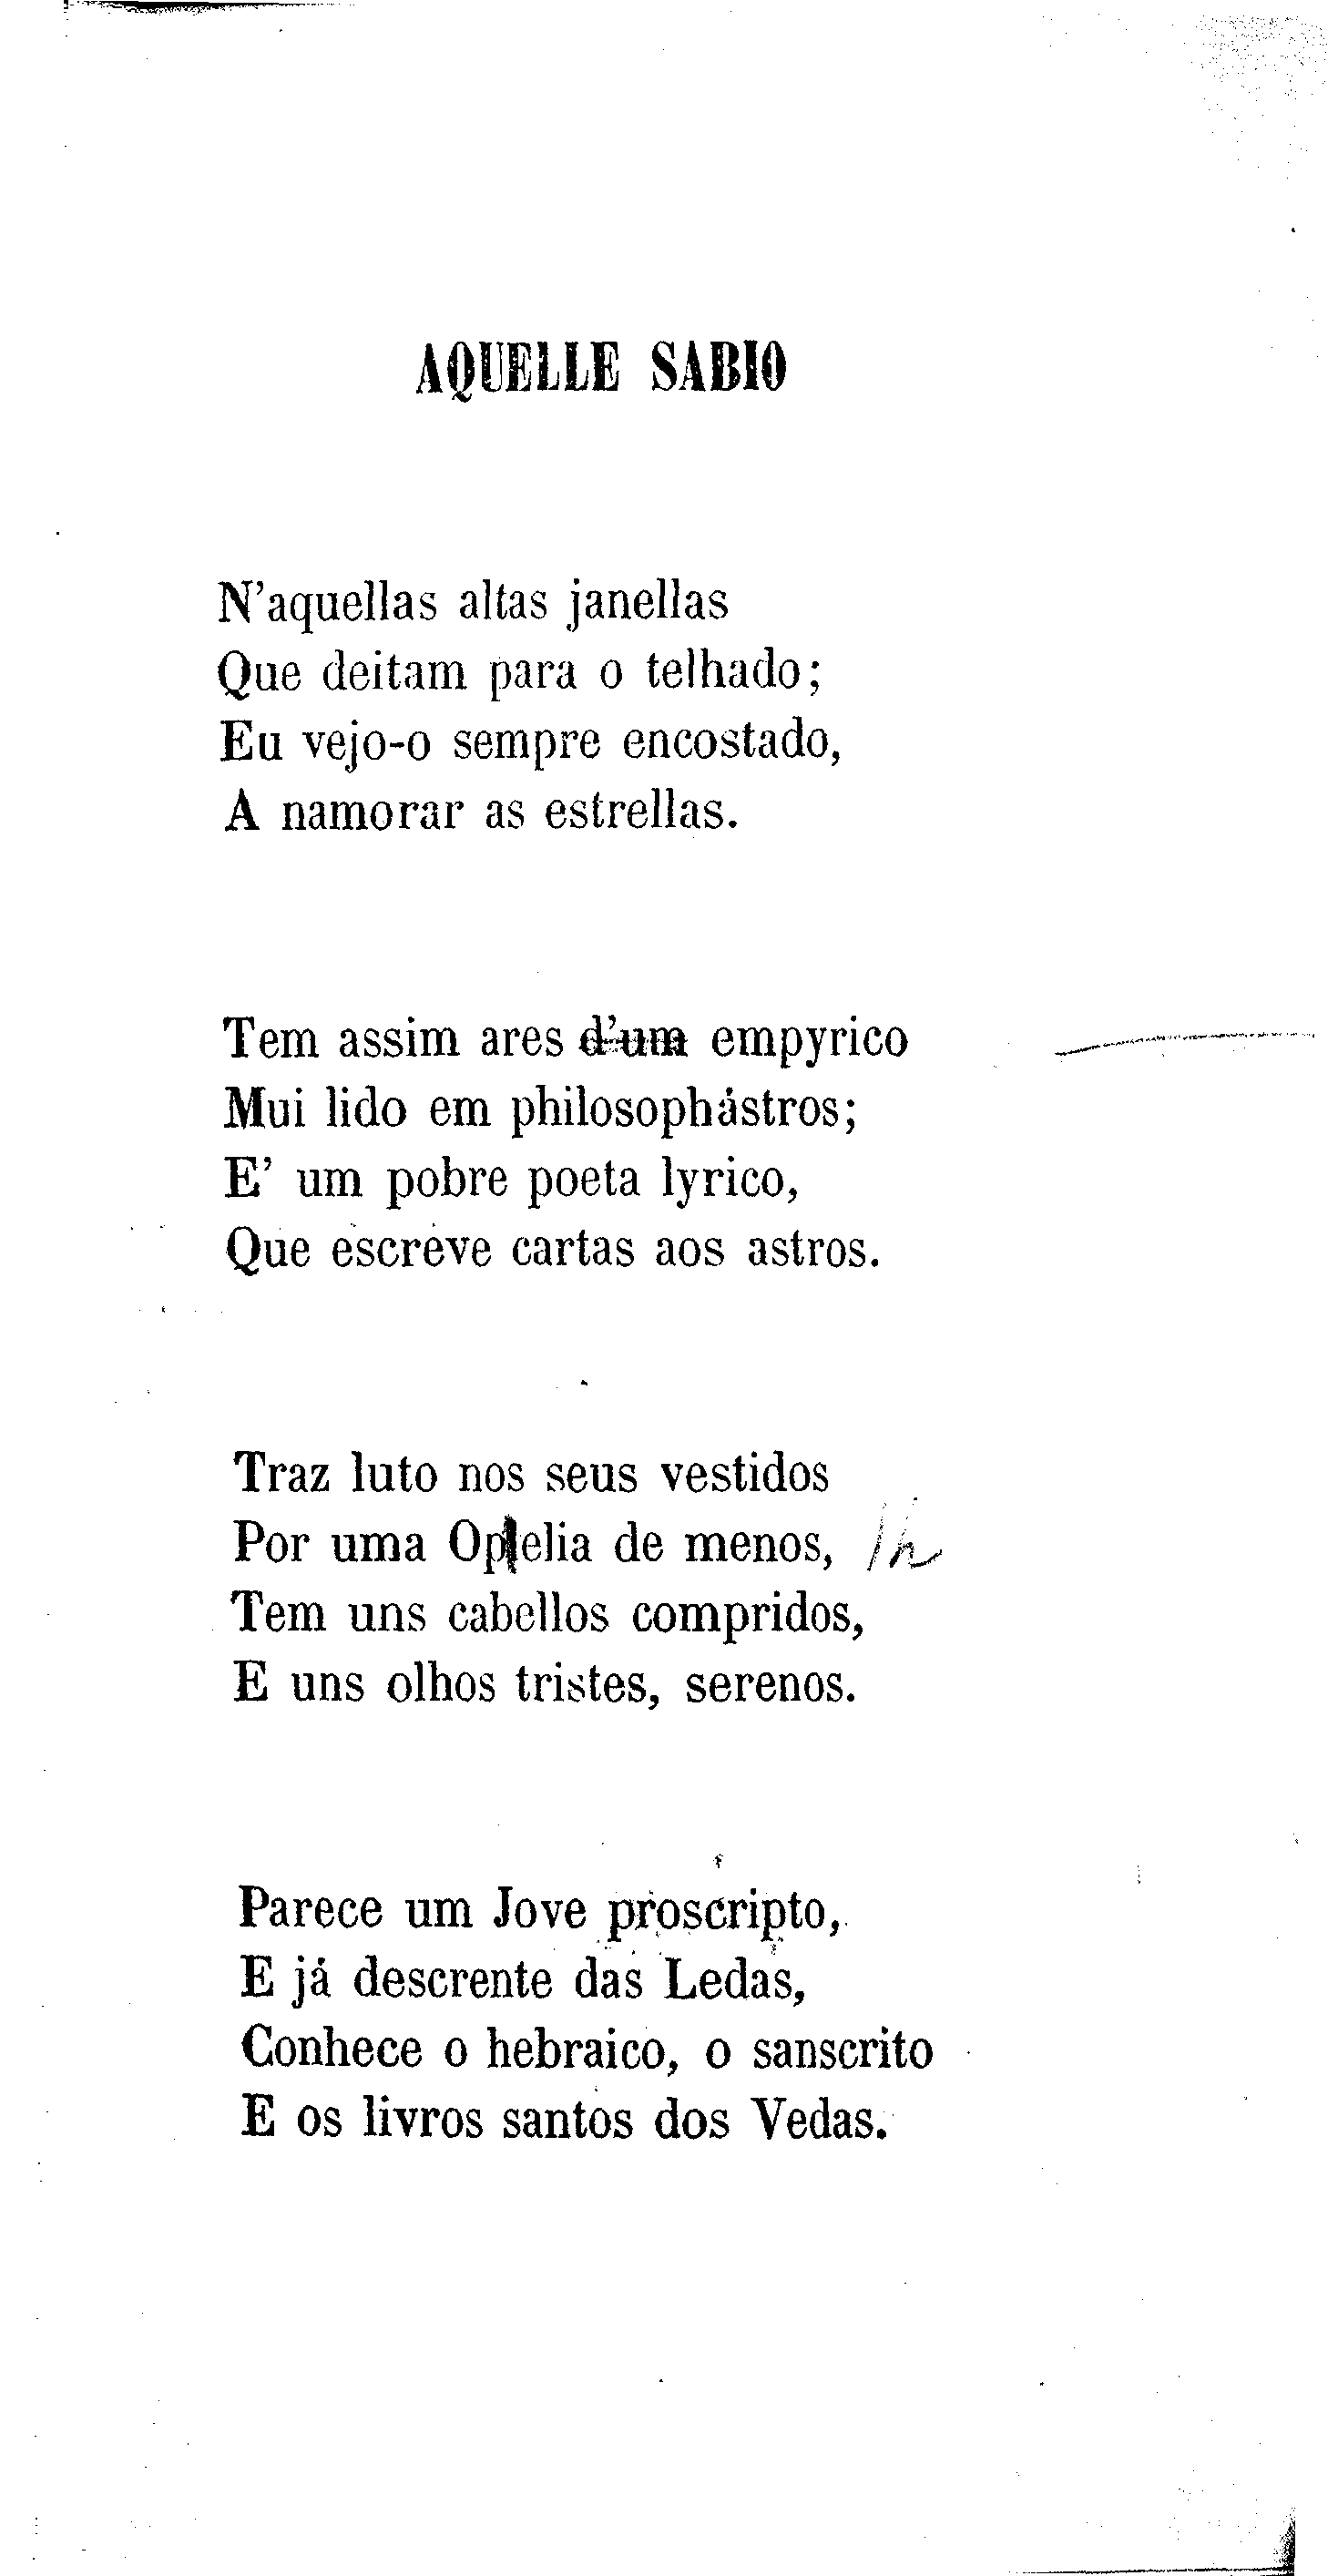 AQUELLE SABIO
N'aquellas altas janellas
Que deitam para o telhado;
Eu vejo-o sempre encostado,
A namorar as estrellas.
Tem assim ares d'um empyrico
Mui lido em philosophástros;
E' um pobre poeta lyrico,
Que escreve cartas aos astros.
Traz luto nos seus vestidos
Por uma Ophelia de menos, /h
Tem uns cabellos compridos,
E uns olhos tristes, serenos.
Parece um Jove proscripto,
E já descrente das Ledas,
Conhece o hebraico, o sanscrito
E os livros santos dos Vedas.